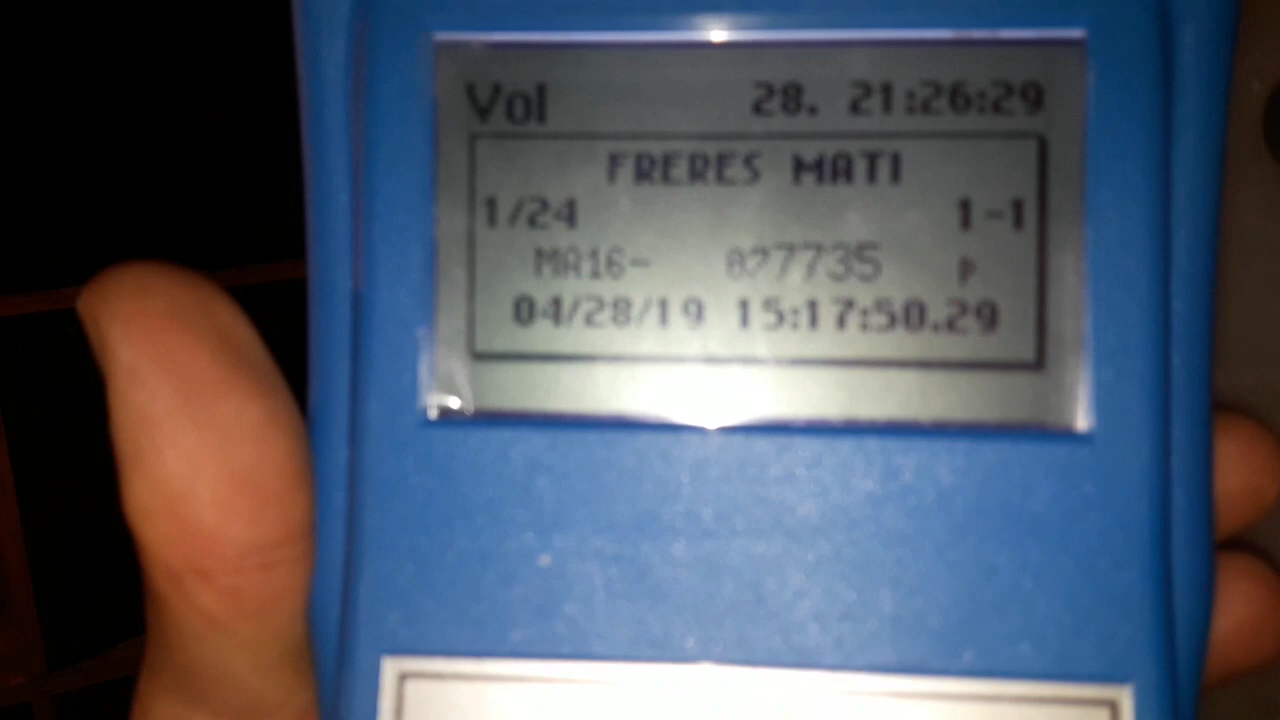 Vol 28. 21:26:29
FRERES MATI
1/24 1-1
MA16- 027735 p
04/28/19 15:17:50.29